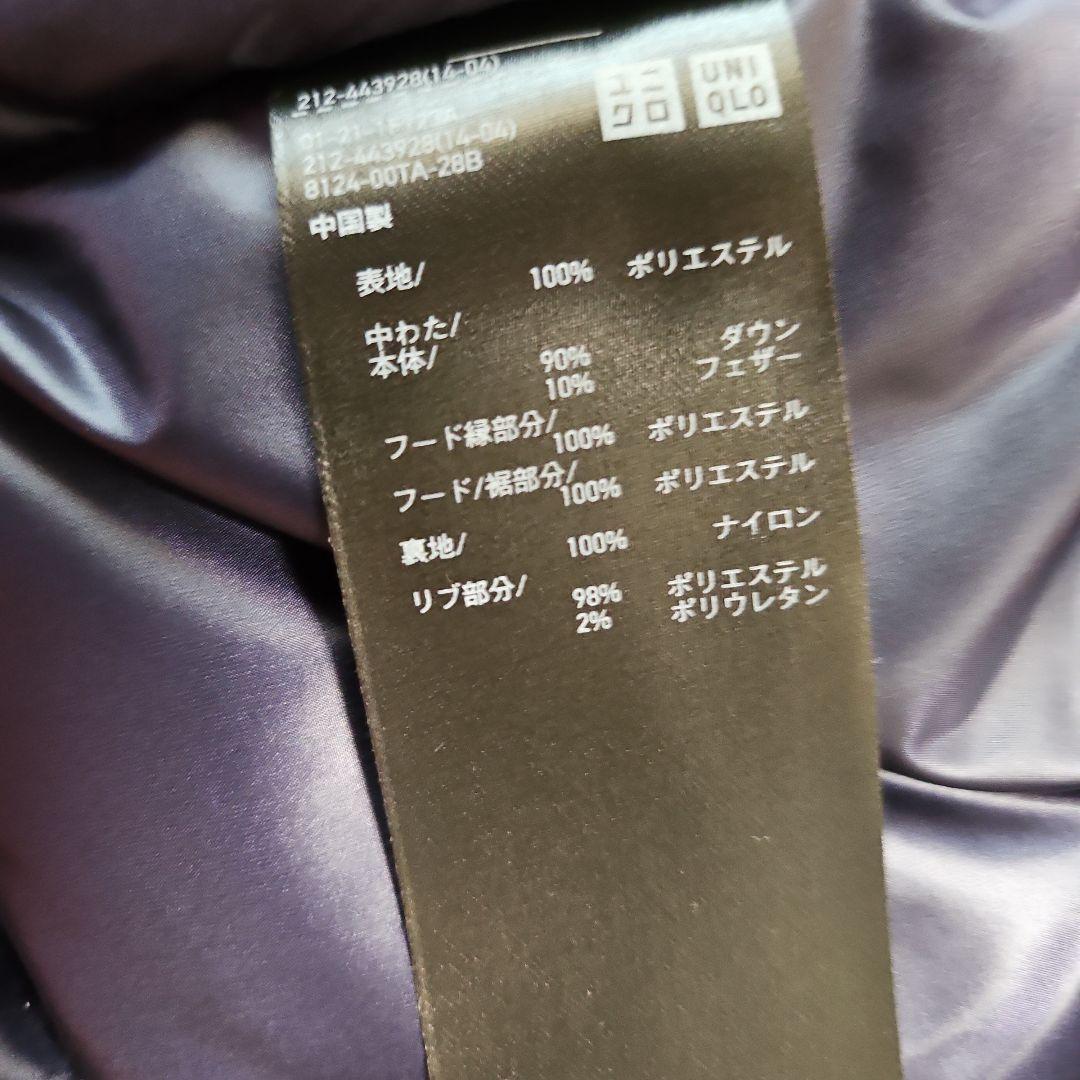 212-443928(14-04)
ユニ
クロ
UNI
QLO
212-443928(14-04)
8124-00TA-28B
中国製
表地/ 100% ポリエステル
中わた/
本体/ 90% ダウン
10% フェザー
フード縁部分/ 100% ポリエステル
フード/裾部分/ 100% ポリエステル
裏地/ 100% ナイロン
リブ部分/ 98% ポリエステル
2% ポリウレタン